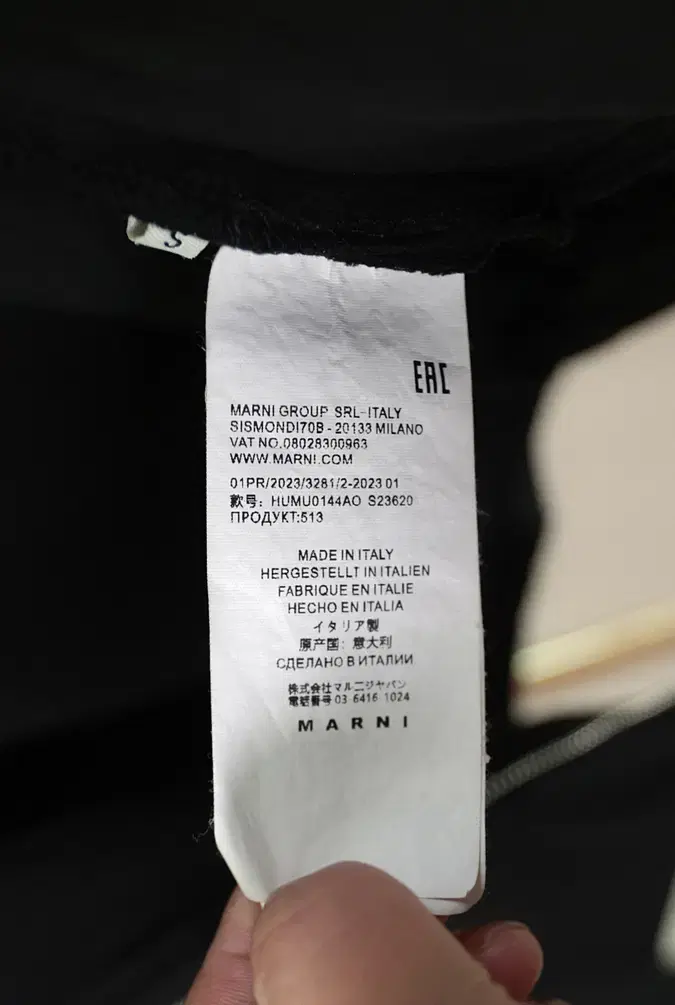 S
EAC
MARNI GROUP SRL-ITALY
SISMONDI70B - 20133 MILANO
VAT NO.08028300963
WWW.MARNI.COM
01PR/2023/3281/2-2023 01
款号: HUMU0144AO S23620
ПРОДУКТ:513
MADE IN ITALY
HERGESTELLT IN ITALIEN
FABRIQUE EN ITALIE
HECHO EN ITALIA
イタリア製
原产国: 意大利
СДЕЛАНО В ИТАЛИИ
株式会社マルニジャパン
電話番号 03 6416 1024
MARNI